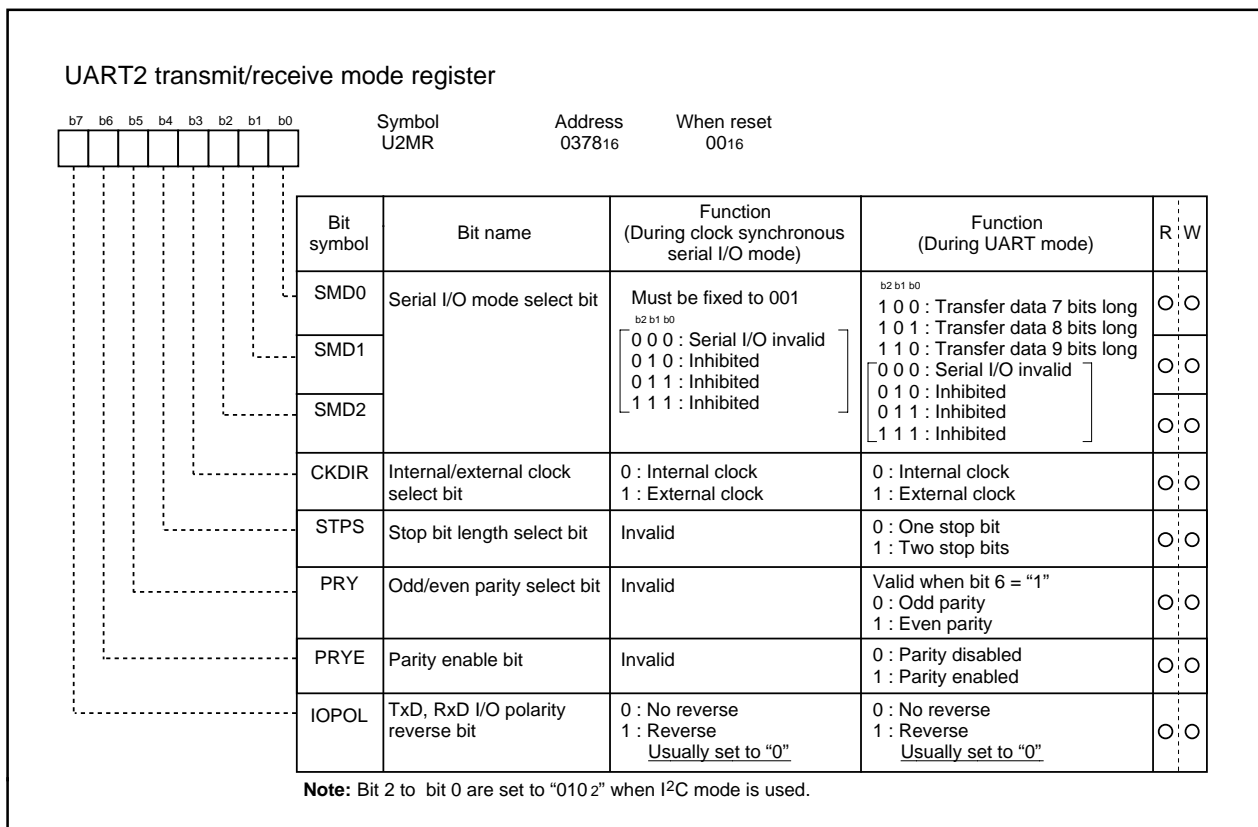 UART2 transmit/receive mode register
b7 b6 b5 b4 b3 b2 b1 b0
Symbol Address When reset
U2MR 037816 0016
Bit symbol Bit name Function (During clock synchronous serial I/O mode) Function (During UART mode) R W
SMD0
SMD1
SMD2
Serial I/O mode select bit
Must be fixed to 001
b2 b1 b0
0 0 0 : Serial I/O invalid
0 1 0 : Inhibited
0 1 1 : Inhibited
1 1 1 : Inhibited
b2 b1 b0
1 0 0 : Transfer data 7 bits long
1 0 1 : Transfer data 8 bits long
1 1 0 : Transfer data 9 bits long
0 0 0 : Serial I/O invalid
0 1 0 : Inhibited
0 1 1 : Inhibited
1 1 1 : Inhibited
CKDIR
Internal/external clock
select bit
0 : Internal clock
1 : External clock
0 : Internal clock
1 : External clock
STPS
Stop bit length select bit
Invalid
0 : One stop bit
1 : Two stop bits
PRY
Odd/even parity select bit
Invalid
Valid when bit 6 = “1”
0 : Odd parity
1 : Even parity
PRYE
Parity enable bit
Invalid
0 : Parity disabled
1 : Parity enabled
IOPOL
TxD, RxD I/O polarity
reverse bit
0 : No reverse
1 : Reverse
Usually set to “0”
0 : No reverse
1 : Reverse
Usually set to “0”
Note: Bit 2 to bit 0 are set to “010 2” when I2C mode is used.